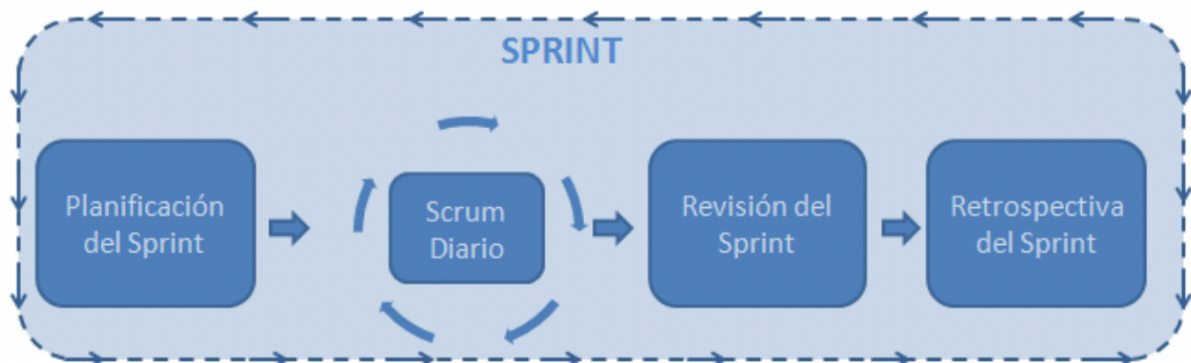 SPRINT
Planificación
del Sprint
Scrum
Diario
Revisión del
Sprint
Retrospectiva
del Sprint